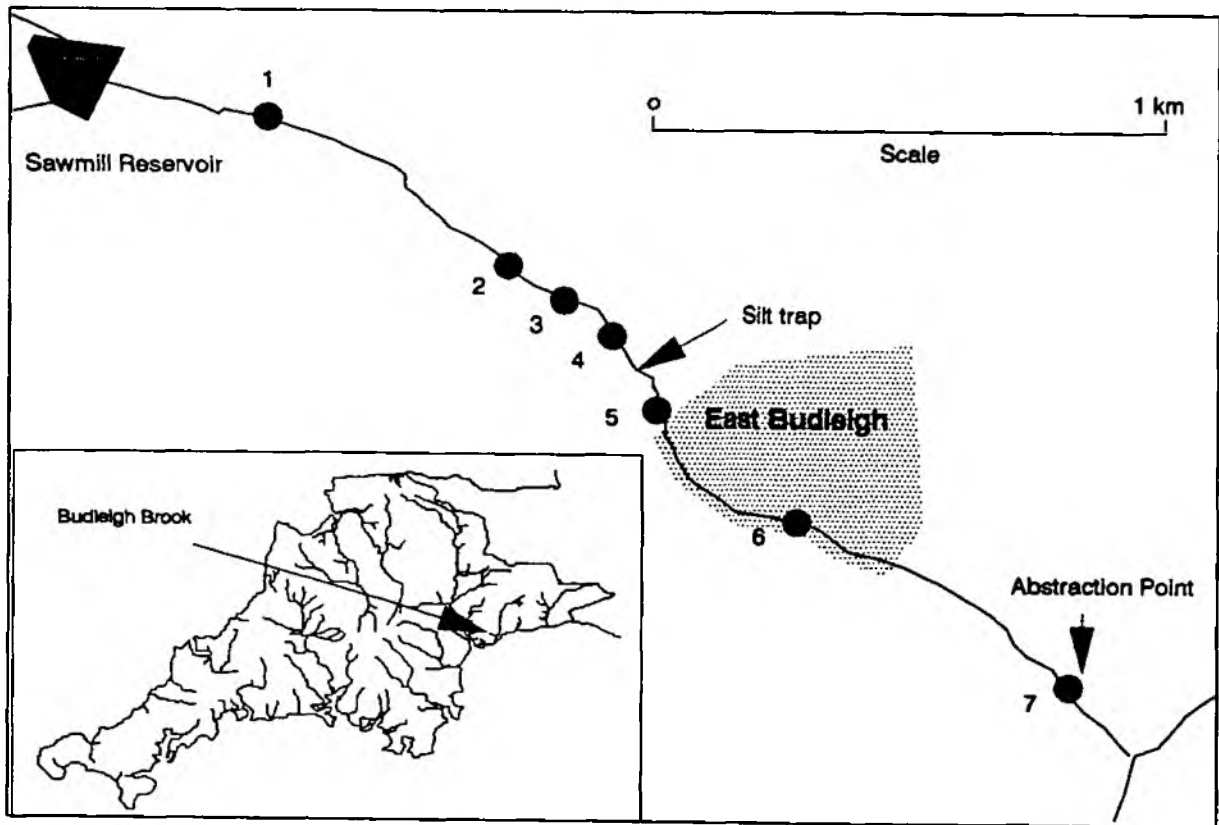 1
0
1 km
Scale
Sawmill Reservoir
2
3
4
Silt trap
5
East Budleigh
Budleigh Brook
6
Abstraction Point
7